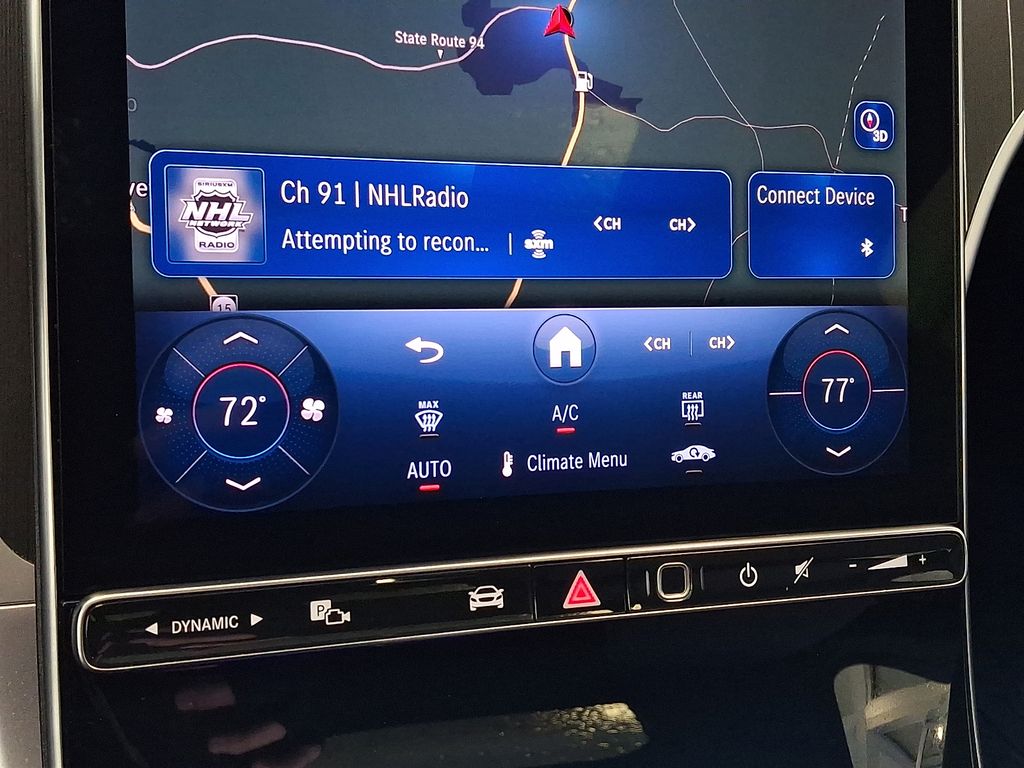 State Route 94
3D
SIRIUSXM
NHL
NETWORK
RADIO
Ch 91 | NHLRadio
<CH
CH>
Attempting to recon... | sxm
Connect Device
15
72°
<CH
CH>
77°
MAX
A/C
REAR
AUTO
Climate Menu
DYNAMIC
P
- +